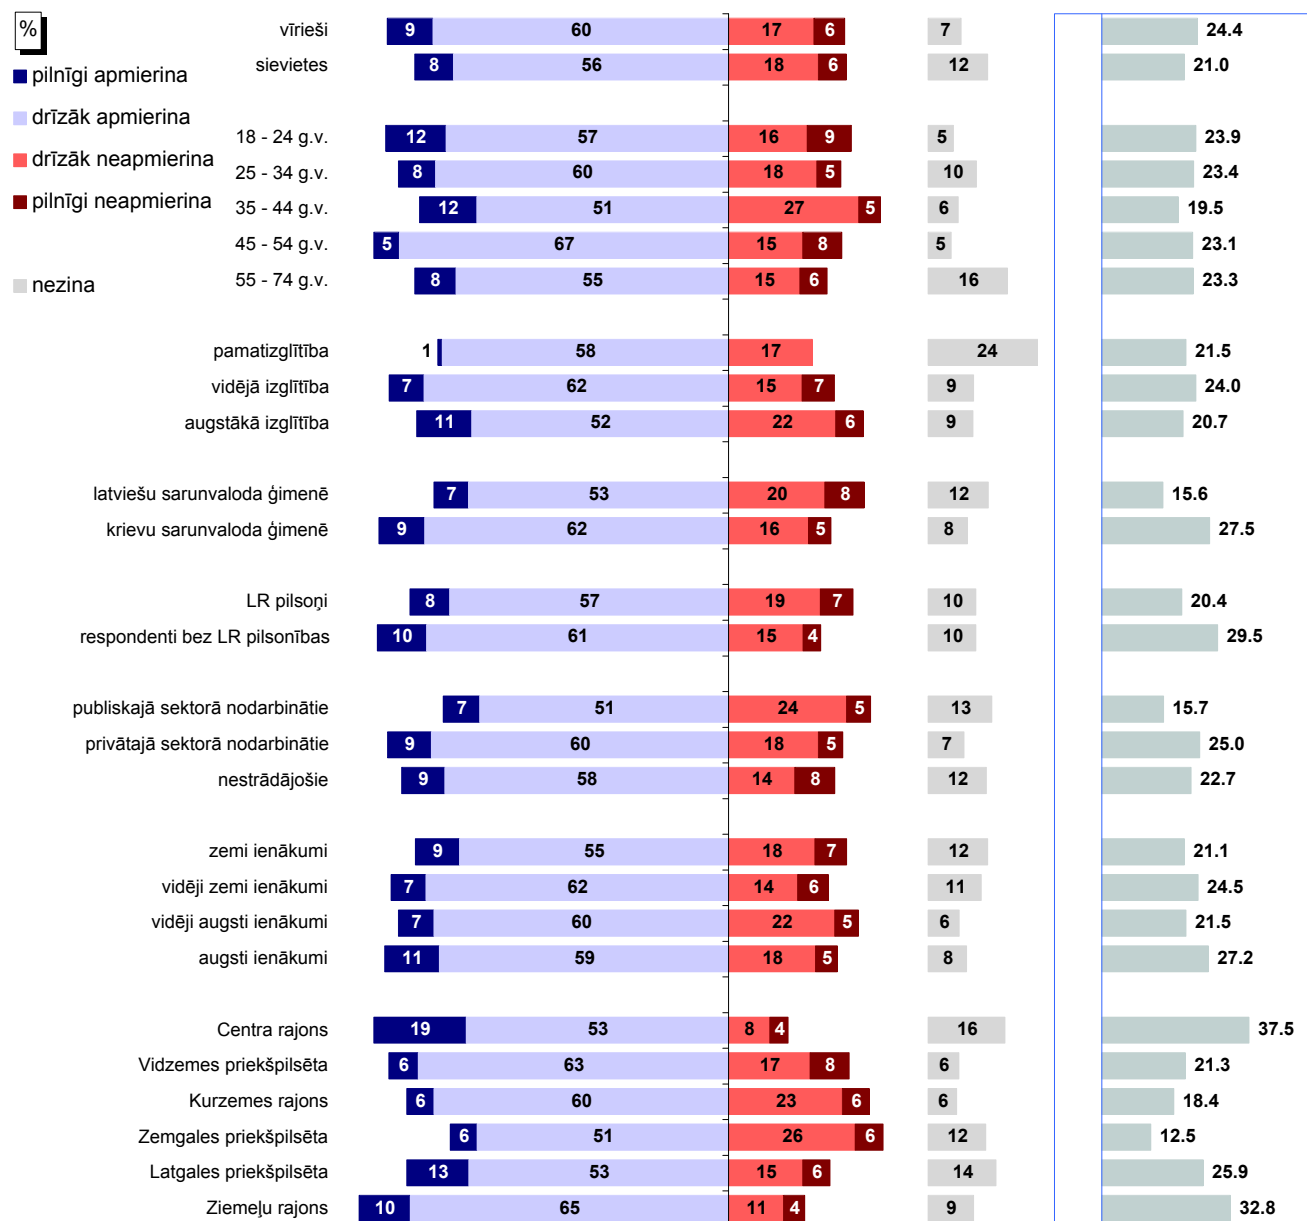 %
pilnīgi apmierina
drīzāk apmierina
drīzāk neapmierina
pilnīgi neapmierina
nezina
vīrieši 9 60 17 6 7 24.4
sievietes 8 56 18 6 12 21.0
18 - 24 g.v. 12 57 16 9 5 23.9
25 - 34 g.v. 8 60 18 5 10 23.4
35 - 44 g.v. 12 51 27 5 6 19.5
45 - 54 g.v. 5 67 15 8 5 23.1
55 - 74 g.v. 8 55 15 6 16 23.3
pamatizglītība 1 58 17 24 21.5
vidējā izglītība 7 62 15 7 9 24.0
augstākā izglītība 11 52 22 6 9 20.7
latviešu sarunvaloda ģimenē 7 53 20 8 12 15.6
krievu sarunvaloda ģimenē 9 62 16 5 8 27.5
LR pilsoņi 8 57 19 7 10 20.4
respondenti bez LR pilsonības 10 61 15 4 10 29.5
publiskajā sektorā nodarbinātie 7 51 24 5 13 15.7
privātajā sektorā nodarbinātie 9 60 18 5 7 25.0
nestrādājošie 9 58 14 8 12 22.7
zemi ienākumi 9 55 18 7 12 21.1
vidēji zemi ienākumi 7 62 14 6 11 24.5
vidēji augsti ienākumi 7 60 22 5 6 21.5
augsti ienākumi 11 59 18 5 8 27.2
Centra rajons 19 53 8 4 16 37.5
Vidzemes priekšpilsēta 6 63 17 8 6 21.3
Kurzemes rajons 6 60 23 6 6 18.4
Zemgales priekšpilsēta 6 51 26 6 12 12.5
Latgales priekšpilsēta 13 53 15 6 14 25.9
Ziemeļu rajons 10 65 11 4 9 32.8